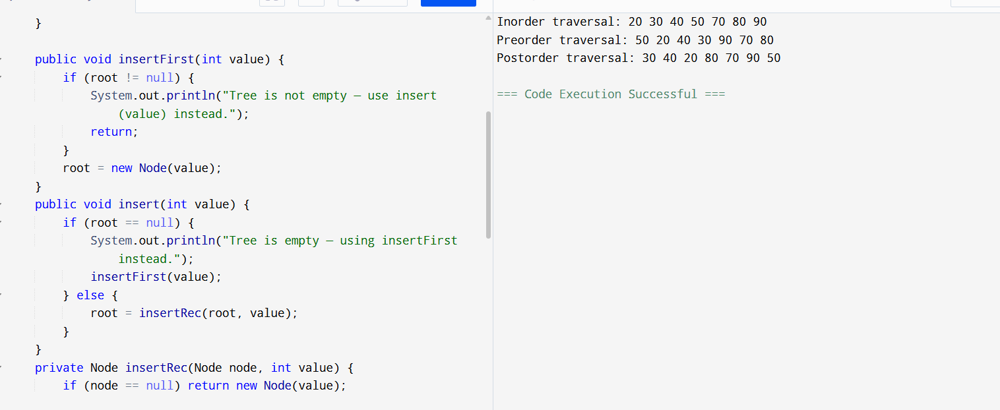 }
public void insertFirst(int value) {
if (root != null) {
System.out.println("Tree is not empty – use insert
(value) instead.");
return;
}
root = new Node(value);
}
public void insert(int value) {
if (root == null) {
System.out.println("Tree is empty – using insertFirst
instead.");
insertFirst(value);
} else {
root = insertRec(root, value);
}
}
private Node insertRec(Node node, int value) {
if (node == null) return new Node(value);
Inorder traversal: 20 30 40 50 70 80 90
Preorder traversal: 50 20 40 30 90 70 80
Postorder traversal: 30 40 20 80 70 90 50
=== Code Execution Successful ===